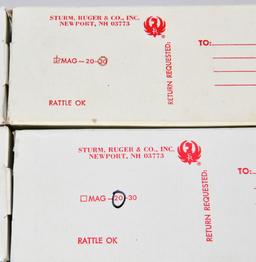 STURM, RUGER & CO., INC.
NEWPORT, NH 03773
RETURN REQUESTED:
TO:
MAG-20-30
RATTLE OK
STURM, RUGER & CO., INC.
NEWPORT, NH 03773
RETURN REQUESTED:
TO:
MAG-20-30
RATTLE OK